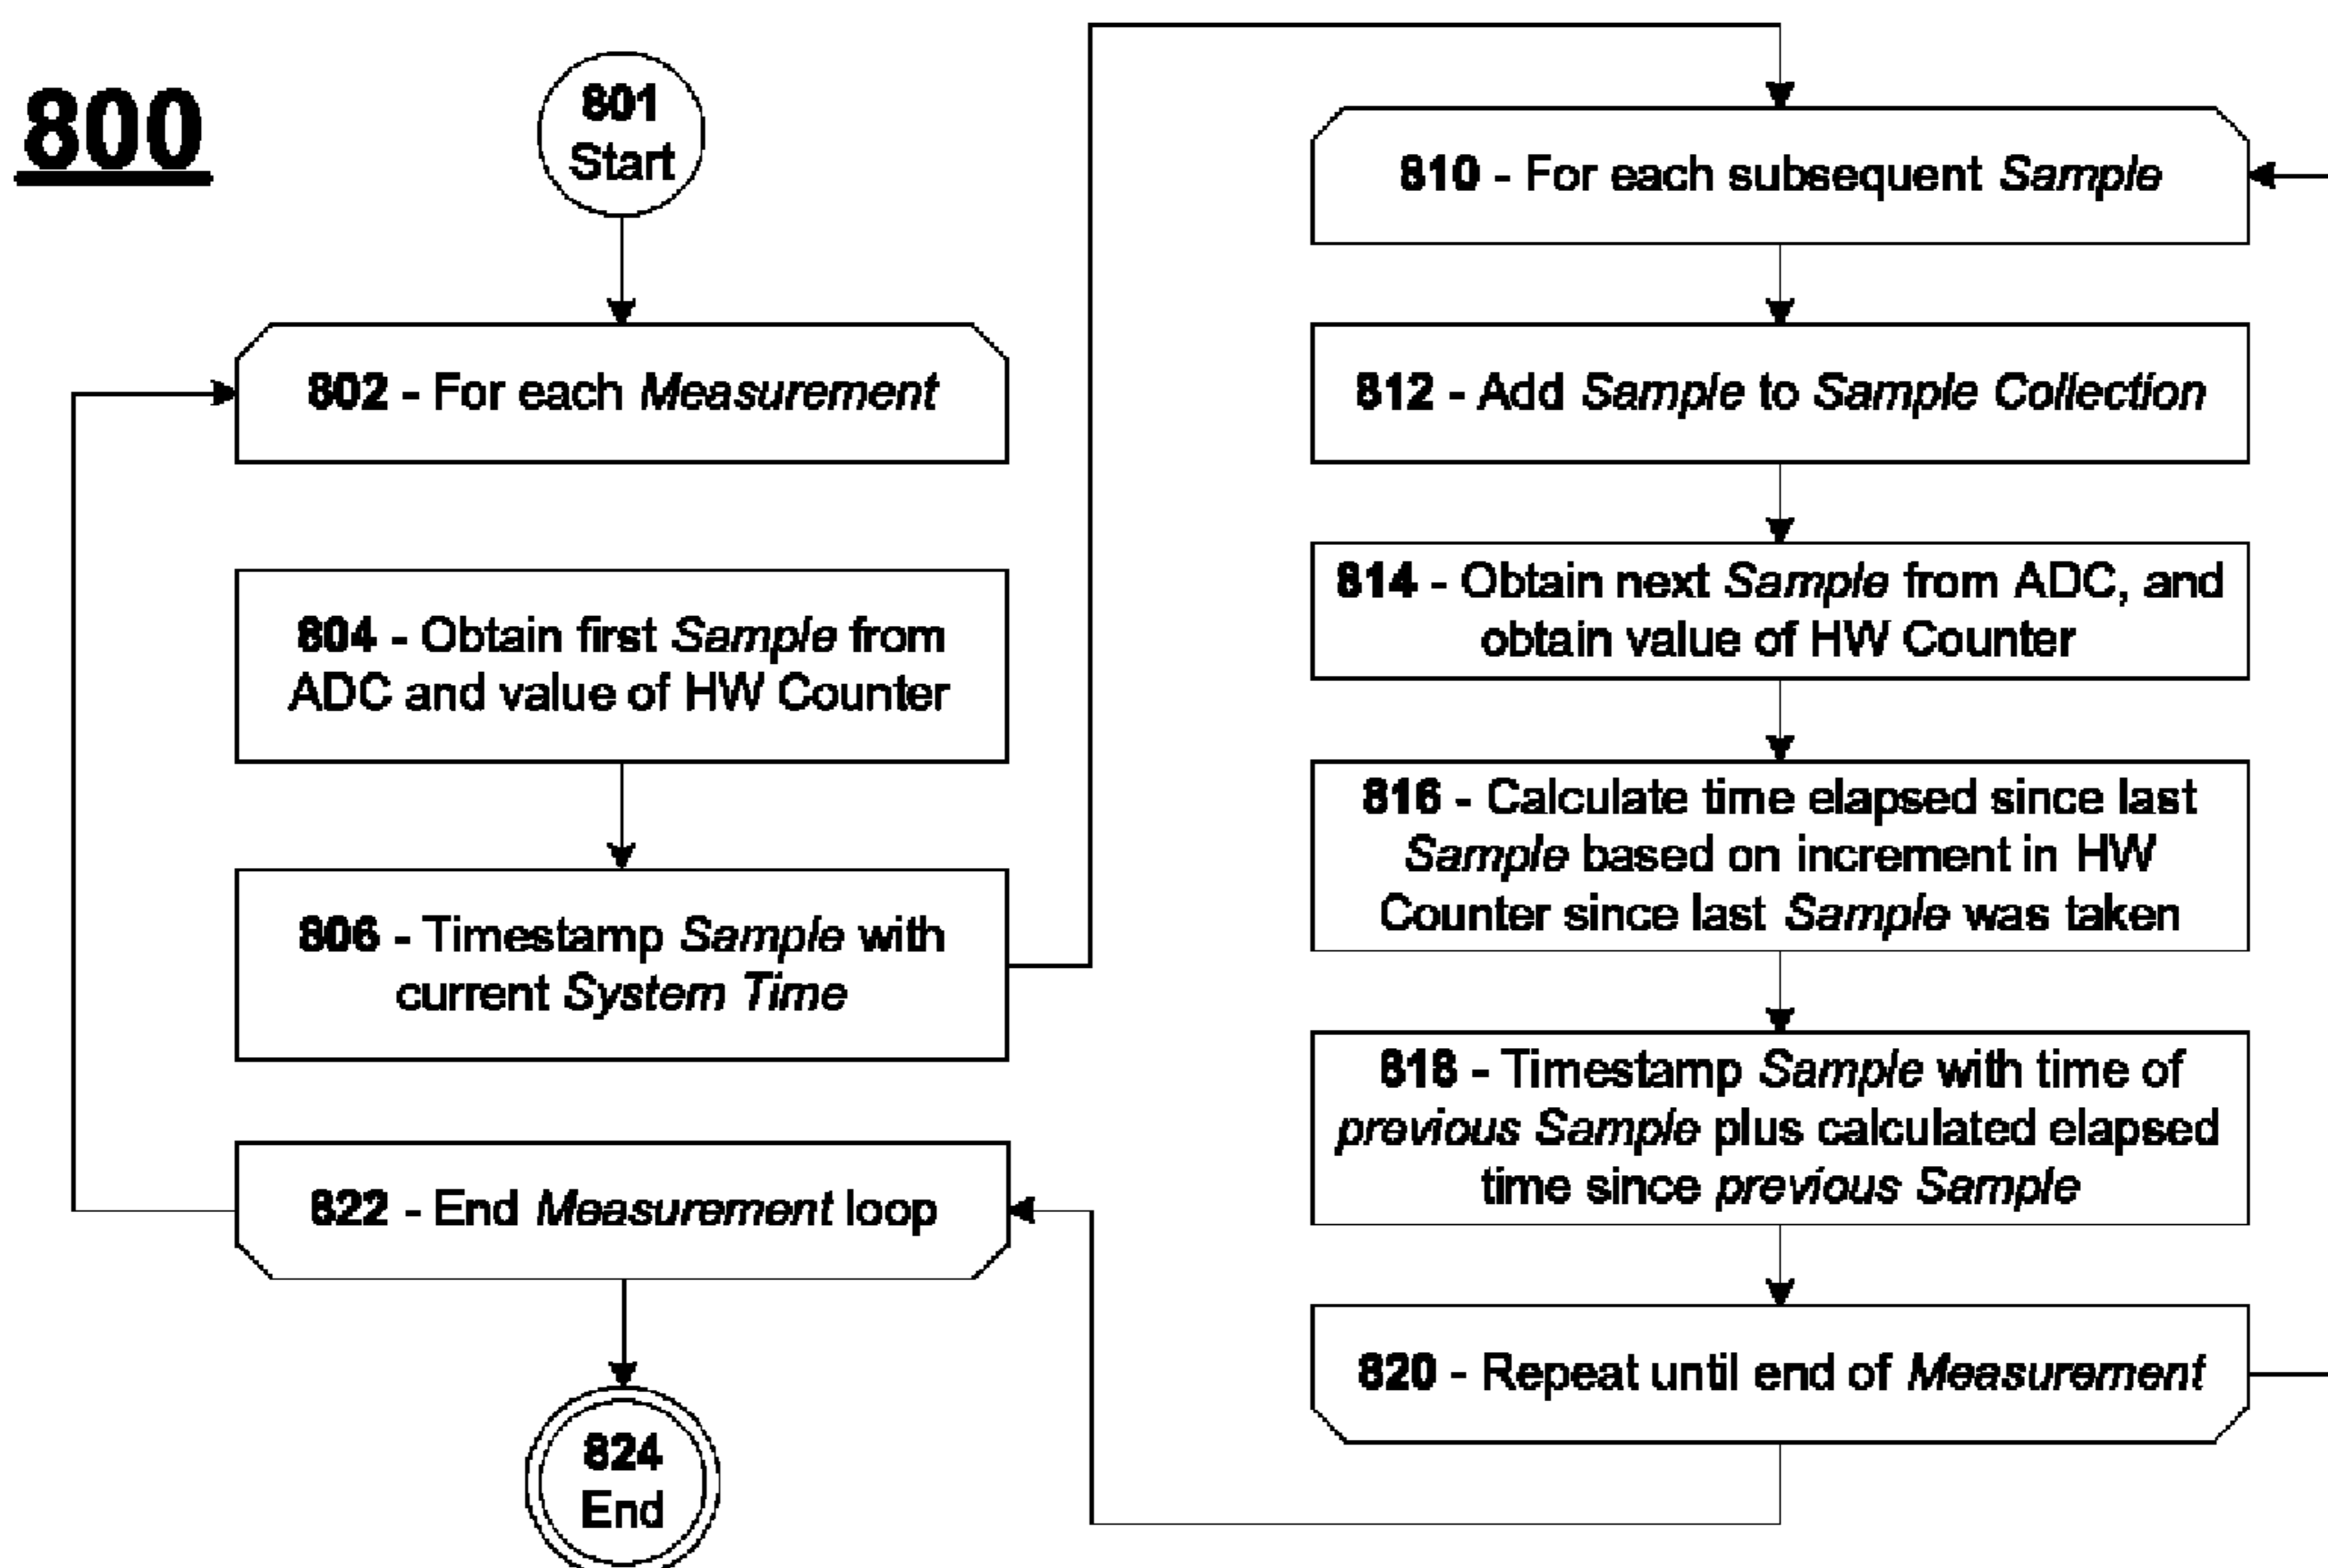 800
801
Start
802 - For each Measurement
804 - Obtain first Sample from
ADC and value of HW Counter
806 - Timestamp Sample with
current System Time
810 - For each subsequent Sample
812 - Add Sample to Sample Collection
814 - Obtain next Sample from ADC, and
obtain value of HW Counter
816 - Calculate time elapsed since last
Sample based on increment in HW
Counter since last Sample was taken
818 - Timestamp Sample with time of
previous Sample plus calculated elapsed
time since previous Sample
820 - Repeat until end of Measurement
822 - End Measurement loop
824
End